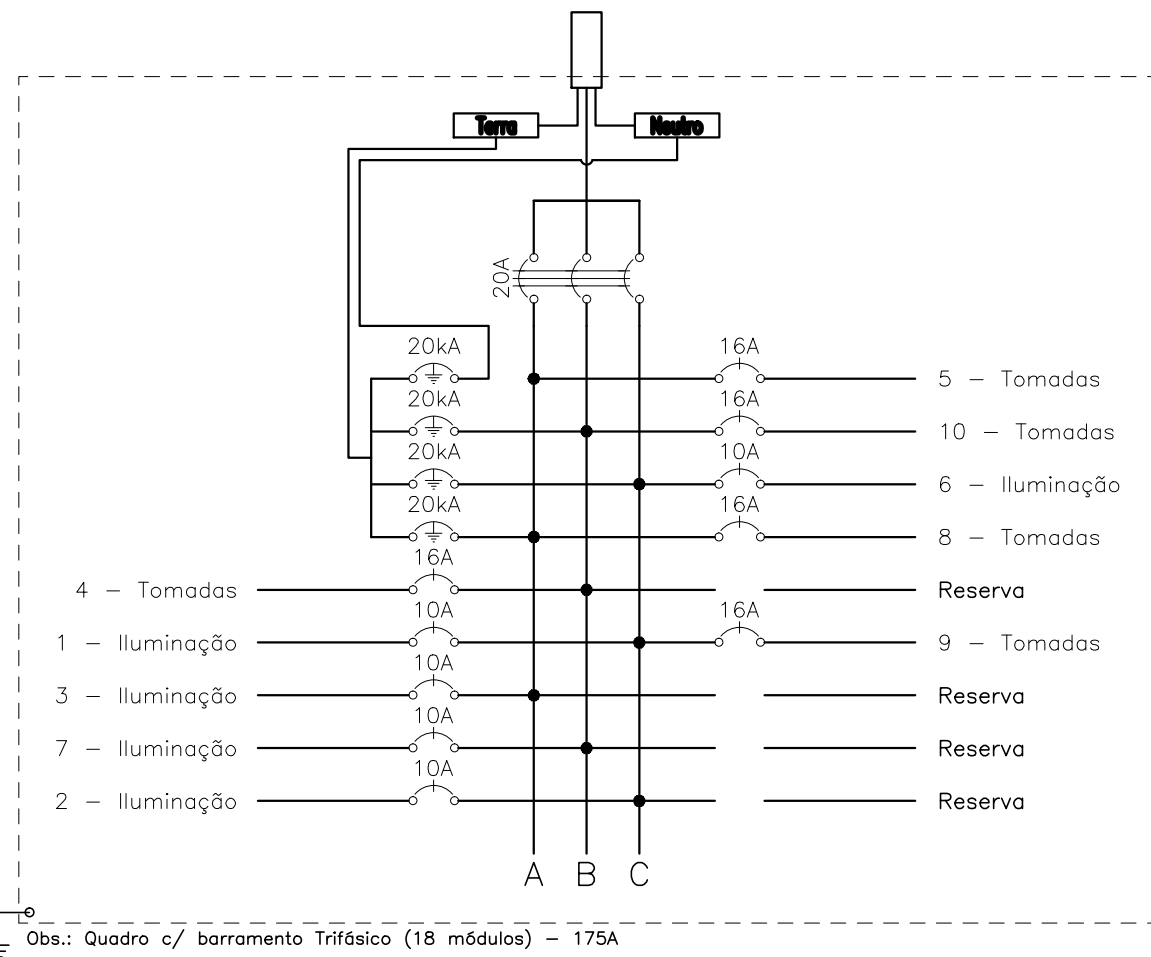 Terra
Neutro
20A
20kA
16A
5 – Tomadas
20kA
16A
10 – Tomadas
20kA
10A
6 – Iluminação
20kA
16A
8 – Tomadas
16A
4 – Tomadas
Reserva
10A
16A
1 – Iluminação
9 – Tomadas
10A
3 – Iluminação
Reserva
10A
7 – Iluminação
Reserva
10A
2 – Iluminação
Reserva
A B C
Obs.: Quadro c/ barramento Trifásico (18 módulos) – 175A